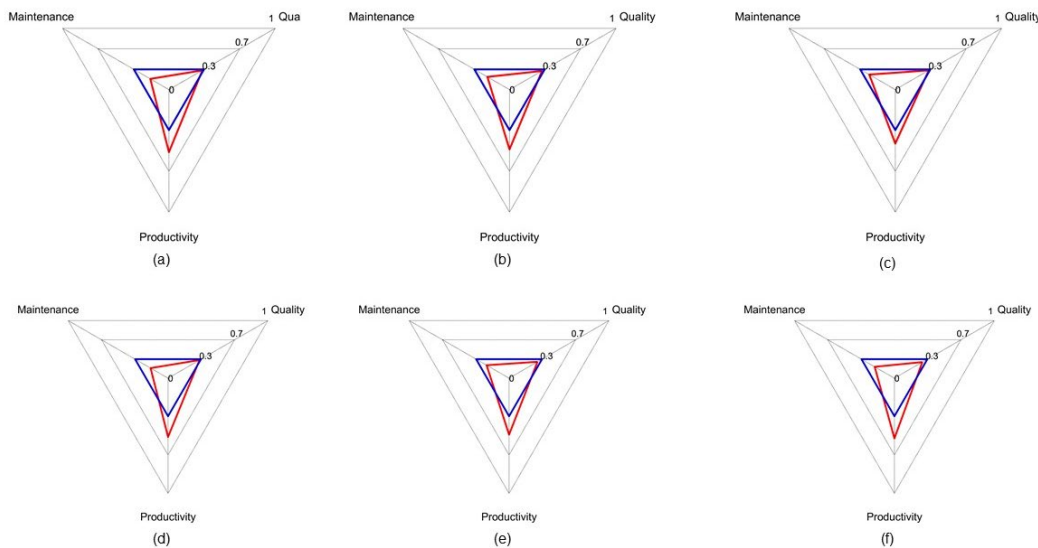 Maintenance 1 Qua
0.7
0.3
0
Productivity
(a)
Maintenance 1 Quality
0.7
0.3
0
Productivity
(b)
Maintenance 1 Quality
0.7
0.3
0
Productivity
(c)
Maintenance 1 Quality
0.7
0.3
0
Productivity
(d)
Maintenance 1 Quality
0.7
0.3
0
Productivity
(e)
Maintenance 1 Quality
0.7
0.3
0
Productivity
(f)